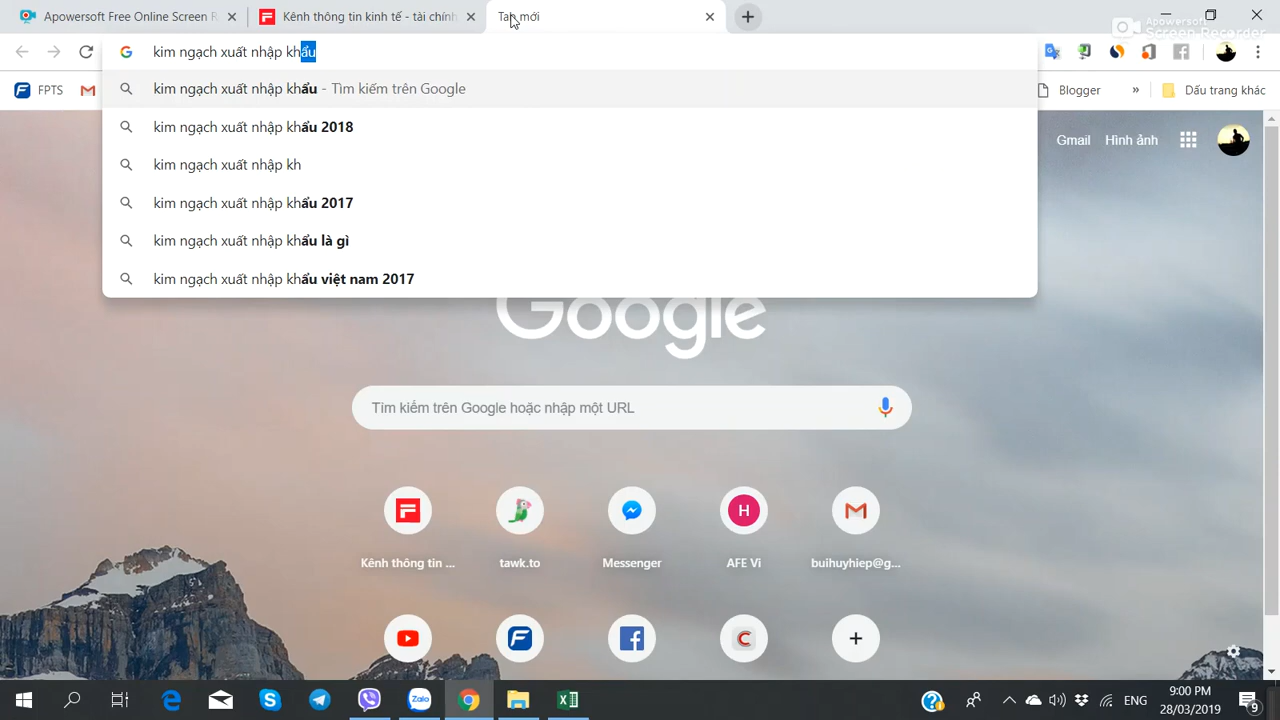 Apowersoft Free Online Screen R
Kênh thông tin kinh tế - tài chính
Tab mới
Apowersoft
Screen Recorder
kim ngạch xuất nhập khẩu
FPTS
Blogger
»
Dấu trang khác
kim ngạch xuất nhập khẩu - Tìm kiếm trên Google
kim ngạch xuất nhập khẩu 2018
kim ngạch xuất nhập kh
kim ngạch xuất nhập khẩu 2017
kim ngạch xuất nhập khẩu là gì
kim ngạch xuất nhập khẩu việt nam 2017
Gmail
Hình ảnh
Google
Tìm kiếm trên Google hoặc nhập một URL
H
Kênh thông tin ...
tawk.to
Messenger
AFE Vĩ
buihuyhiep@g...
ENG
9:00 PM
28/03/2019
9